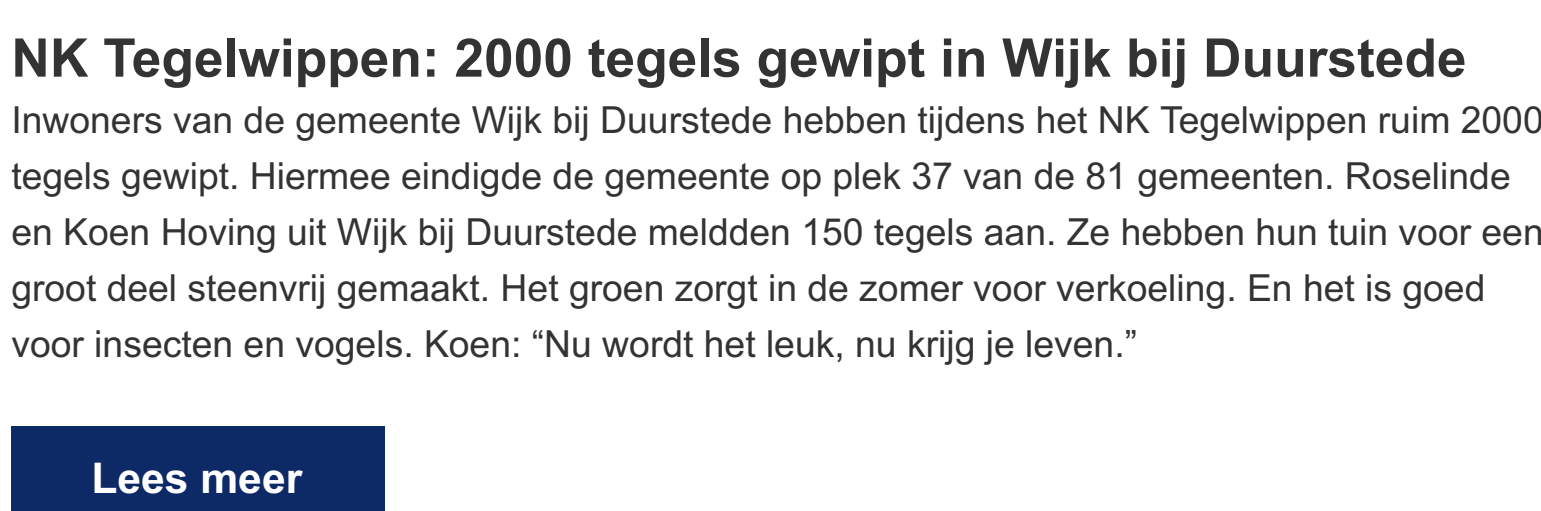 NK Tegelwippen: 2000 tegels gewipt in Wijk bij Duurstede
Inwoners van de gemeente Wijk bij Duurstede hebben tijdens het NK Tegelwippen ruim 2000
tegels gewipt. Hiermee eindigde de gemeente op plek 37 van de 81 gemeenten. Roselinde
en Koen Hoving uit Wijk bij Duurstede meldden 150 tegels aan. Ze hebben hun tuin voor een
groot deel steenvrij gemaakt. Het groen zorgt in de zomer voor verkoeling. En het is goed
voor insecten en vogels. Koen: “Nu wordt het leuk, nu krijg je leven.”
Lees meer